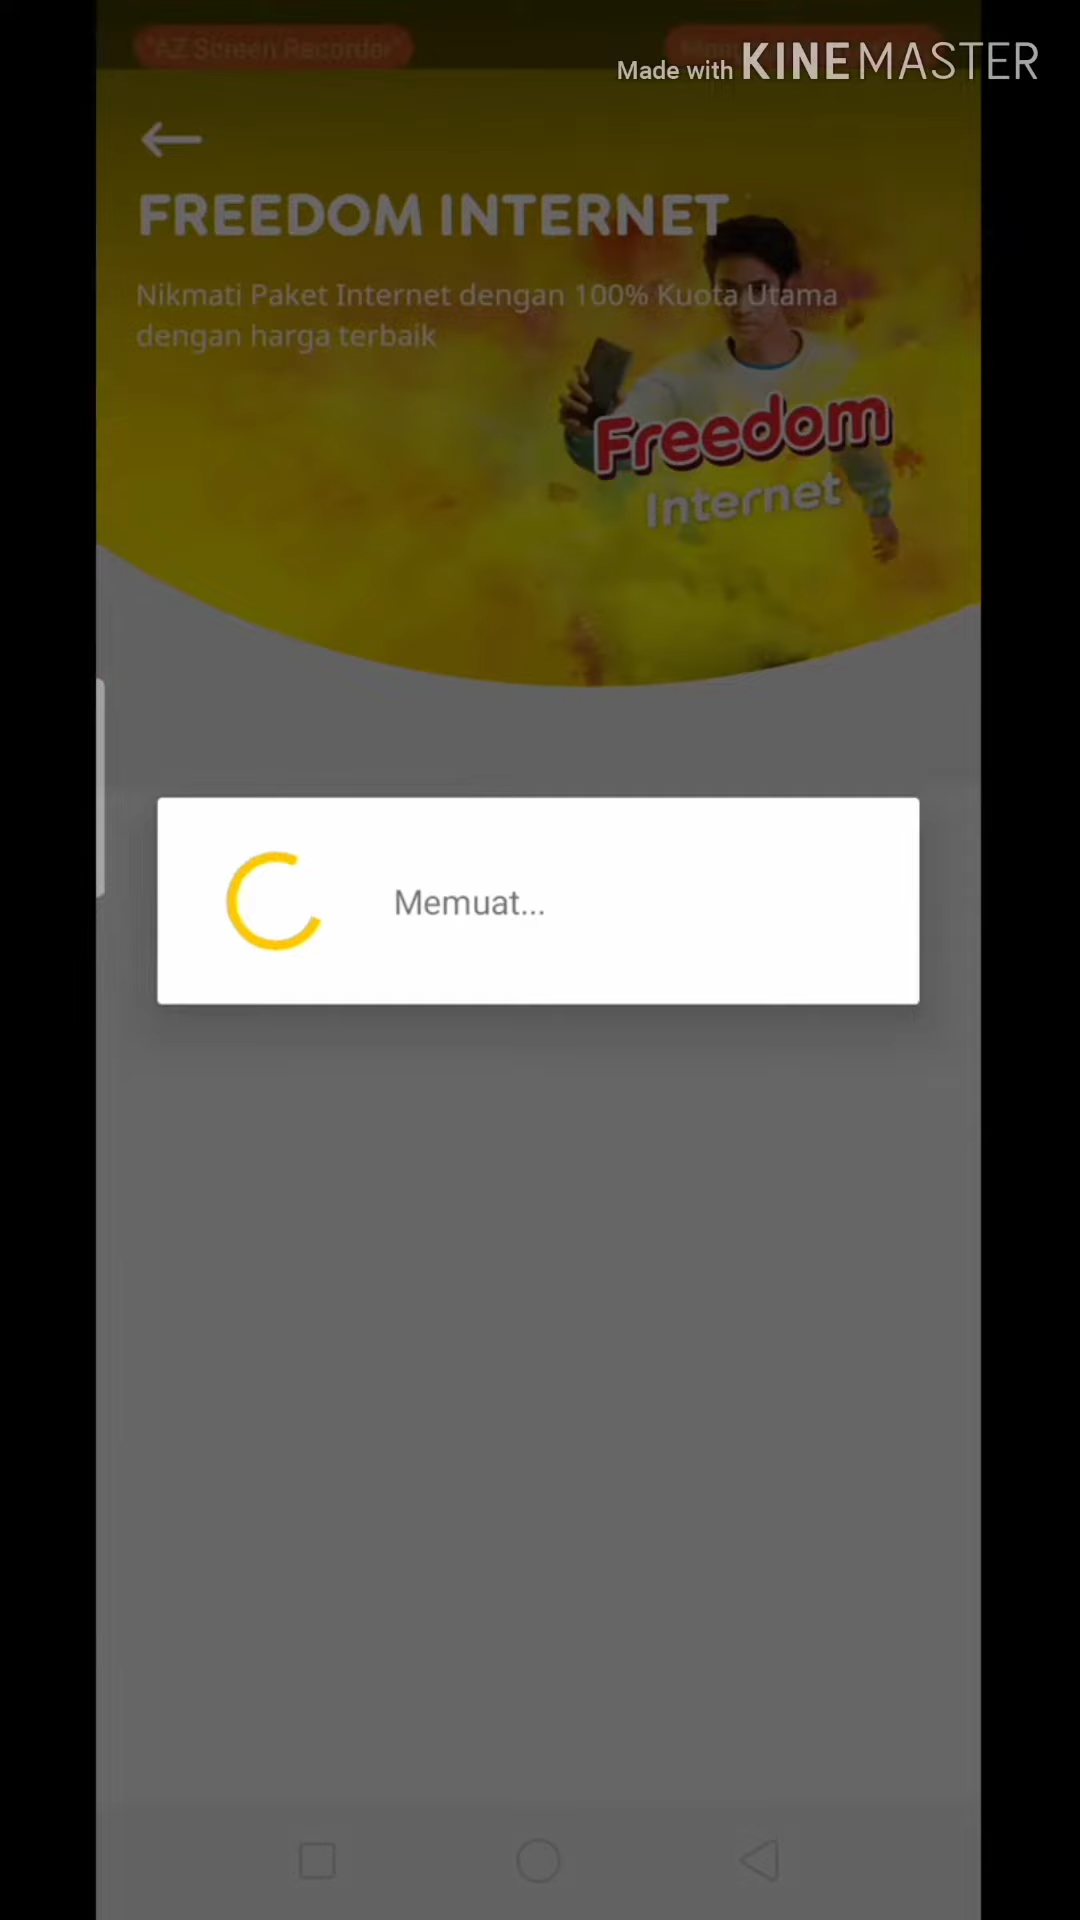 "AZ Screen Recorder"
Made with KINEMASTER
FREEDOM INTERNET
Nikmati Paket Internet dengan 100% Kuota Utama
dengan harga terbaik
Freedom
Internet
Memuat...